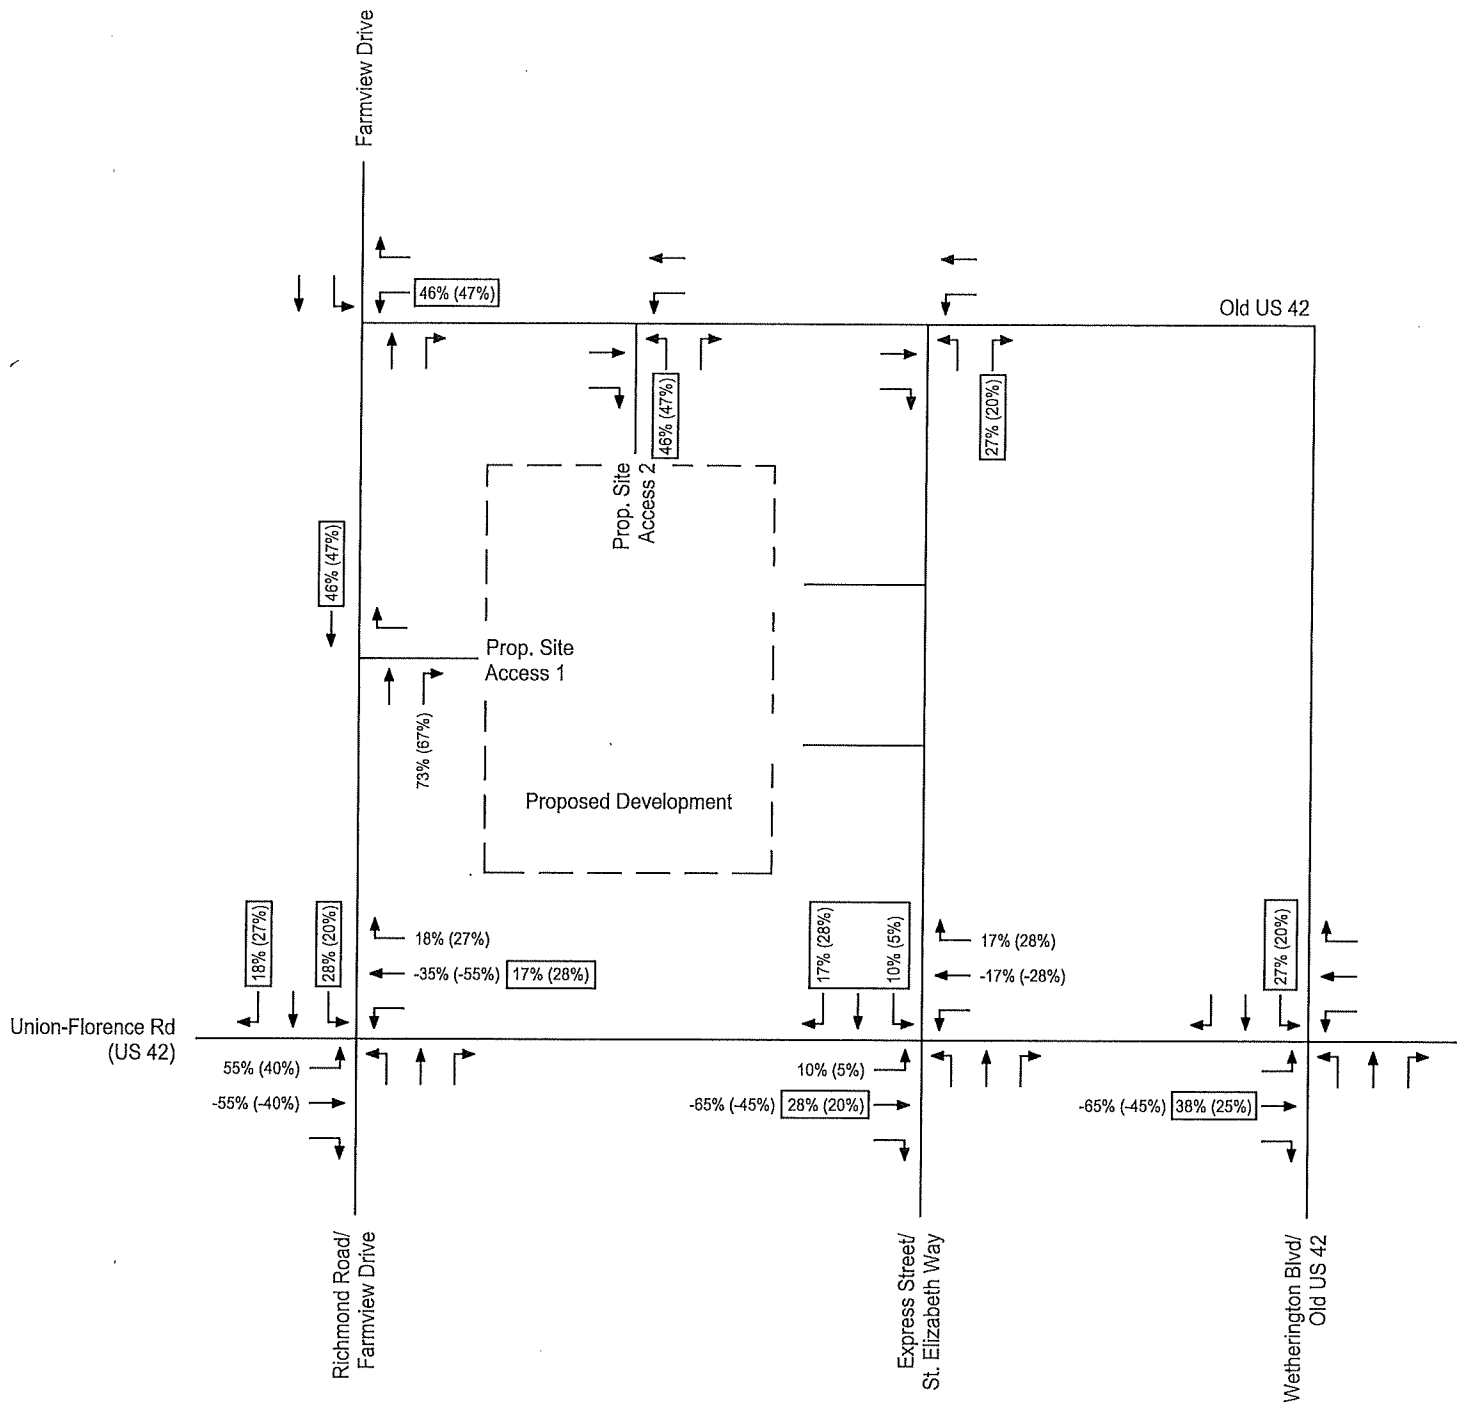 Farmview Drive
46% (47%)
Old US 42
46% (47%)
27% (20%)
Prop. Site
Access 2
46% (47%)
Prop. Site
Access 1
73% (67%)
Proposed Development
18% (27%)
28% (20%)
18% (27%)
-35% (-55%) 17% (28%)
17% (28%)
10% (5%)
17% (28%)
-17% (-28%)
27% (20%)
Union-Florence Rd
(US 42)
55% (40%)
-55% (-40%)
10% (5%)
-65% (-45%) 28% (20%)
-65% (-45%) 38% (25%)
Richmond Road/
Farmview Drive
Express Street/
St. Elizabeth Way
Wetherington Blvd/
Old US 42